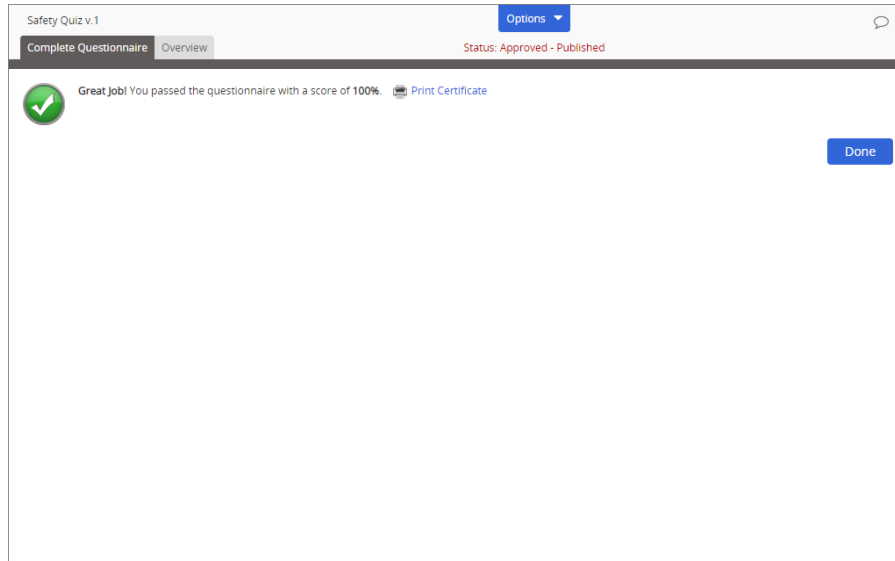 Safety Quiz v.1
Options
Complete Questionnaire
Overview
Status: Approved - Published
Great Job! You passed the questionnaire with a score of 100%. Print Certificate
Done